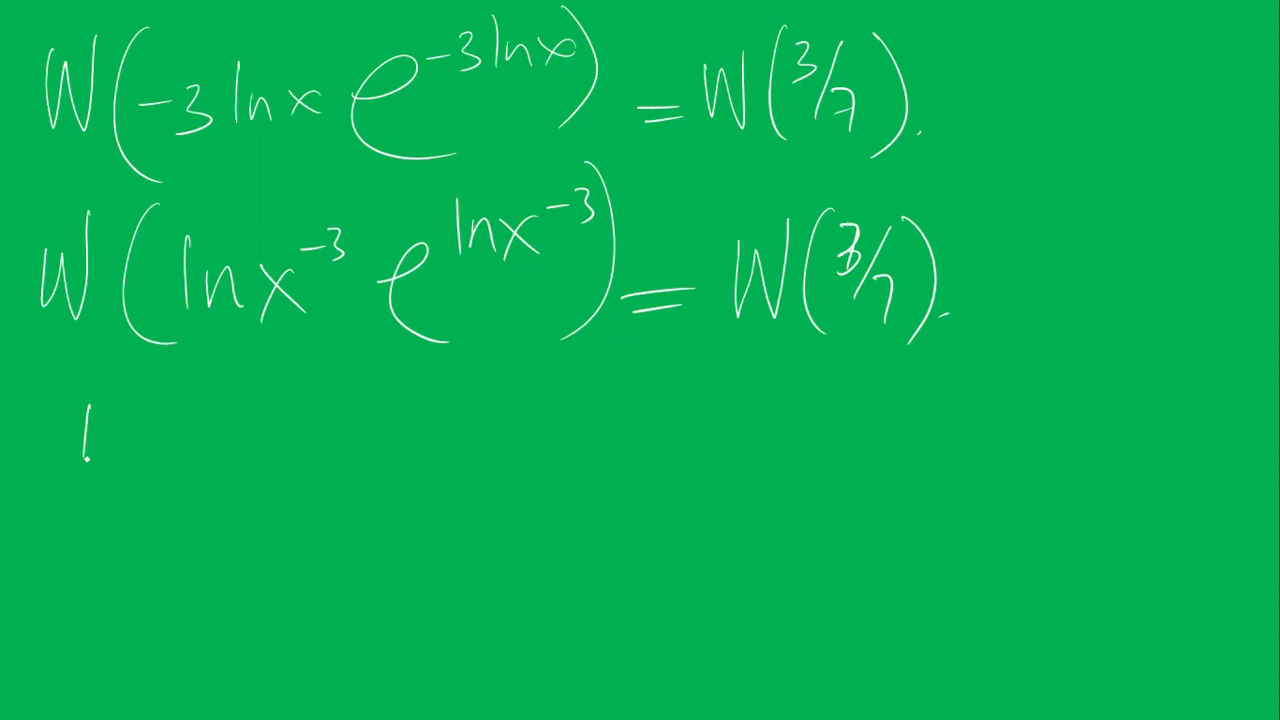 W(-3 ln x e^{-3 ln x}) = W(3/7).
W(ln x^{-3} e^{ln x^{-3}}) = W(3/7).
l